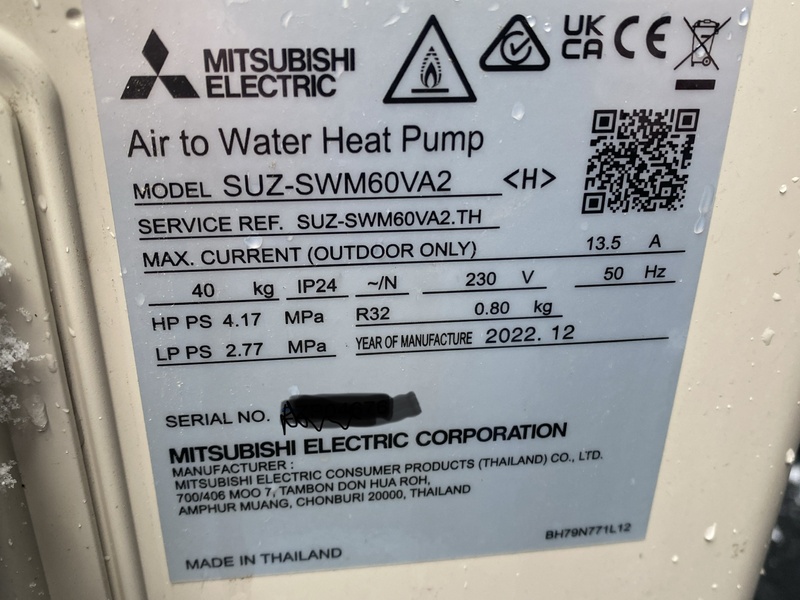 MITSUBISHI
ELECTRIC
UK
CA
CE
Air to Water Heat Pump
MODEL SUZ-SWM60VA2 <H>
SERVICE REF. SUZ-SWM60VA2.TH
MAX. CURRENT (OUTDOOR ONLY) 13.5 A
40 kg IP24 ~/N 230 V 50 Hz
HP PS 4.17 MPa R32 0.80 kg
LP PS 2.77 MPa YEAR OF MANUFACTURE 2022. 12
SERIAL NO.
MITSUBISHI ELECTRIC CORPORATION
MANUFACTURER :
MITSUBISHI ELECTRIC CONSUMER PRODUCTS (THAILAND) CO., LTD.
700/406 MOO 7, TAMBON DON HUA ROH,
AMPHUR MUANG, CHONBURI 20000, THAILAND
BH79N771L12
MADE IN THAILAND